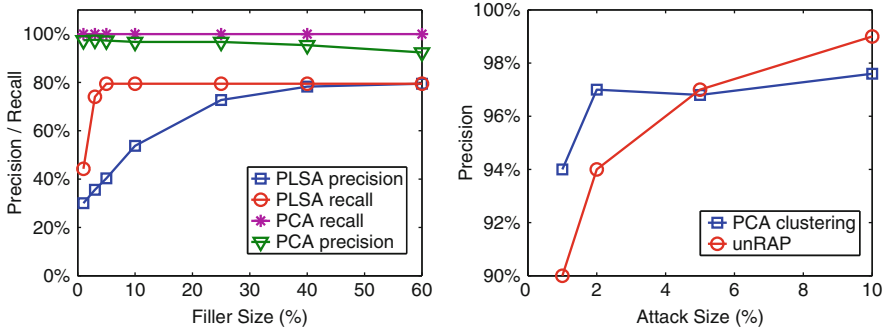 100%
80%
60%
40%
20%
0%
Precision / Recall
0
10
20
30
40
50
60
Filler Size (%)
PLSA precision
PLSA recall
PCA recall
PCA precision
100%
98%
96%
94%
92%
90%
Precision
0
2
4
6
8
10
Attack Size (%)
PCA clustering
unRAP